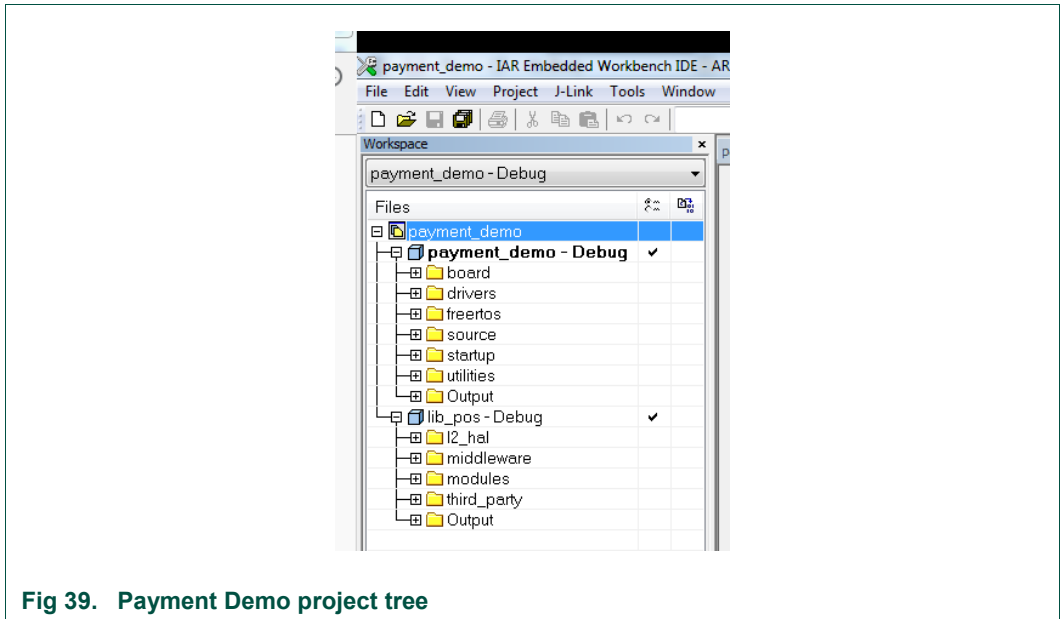 payment_demo - IAR Embedded Workbench IDE - AR
File Edit View Project J-Link Tools Window
Workspace
payment_demo - Debug
Files
payment_demo
payment_demo - Debug
board
drivers
freertos
source
startup
utilities
Output
lib_pos - Debug
l2_hal
middleware
modules
third_party
Output
Fig 39. Payment Demo project tree